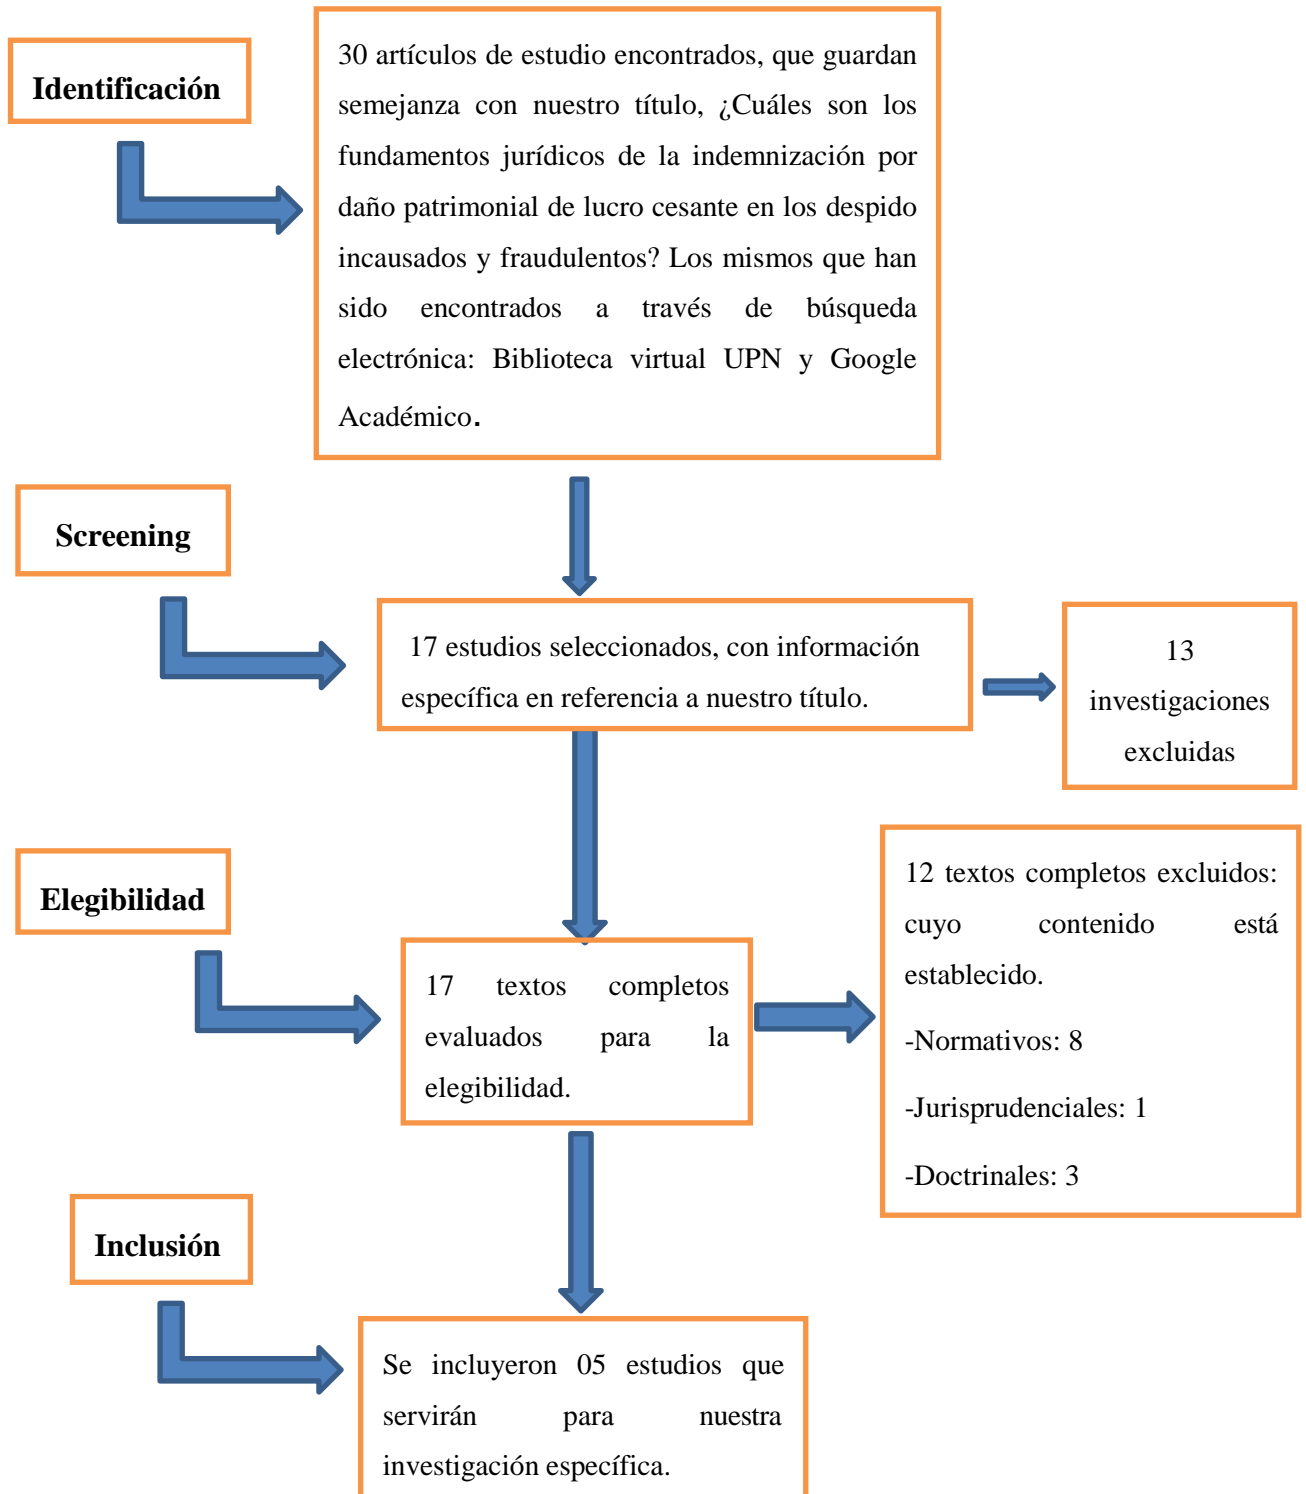 Identificación
30 artículos de estudio encontrados, que guardan
semejanza con nuestro título, ¿Cuáles son los
fundamentos jurídicos de la indemnización por
daño patrimonial de lucro cesante en los despido
incausados y fraudulentos? Los mismos que han
sido encontrados a través de búsqueda
electrónica: Biblioteca virtual UPN y Google
Académico.
Screening
17 estudios seleccionados, con información
específica en referencia a nuestro título.
13
investigaciones
excluidas
Elegibilidad
17 textos completos
evaluados para la
elegibilidad.
12 textos completos excluidos:
cuyo contenido está
establecido.
-Normativos: 8
-Jurisprudenciales: 1
-Doctrinales: 3
Inclusión
Se incluyeron 05 estudios que
servirán para nuestra
investigación específica.